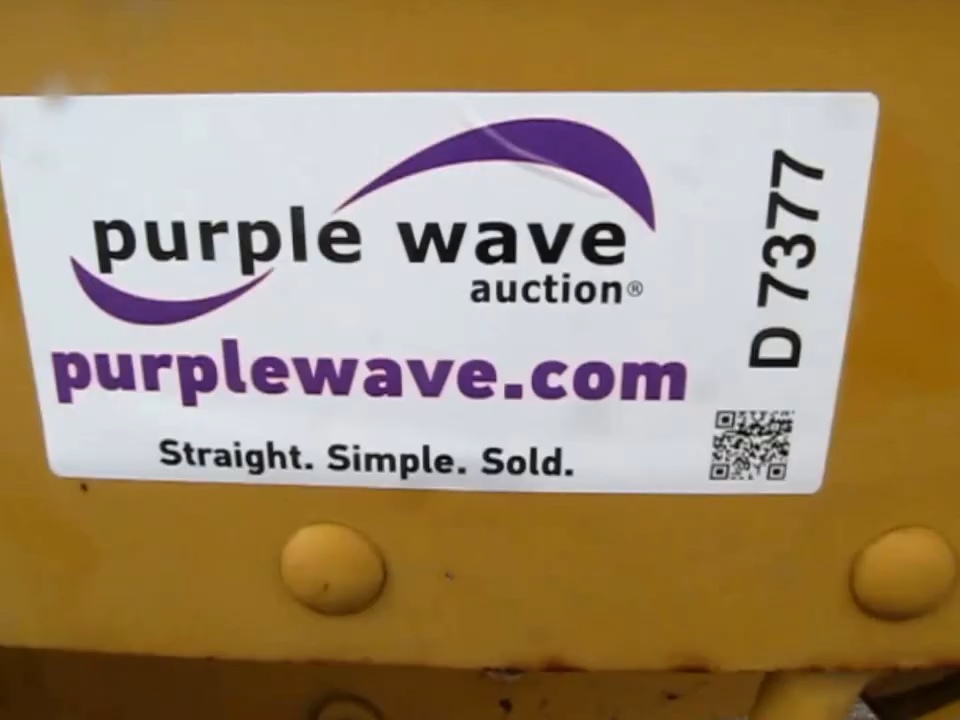 purple wave
auction®
purplewave.com
Straight. Simple. Sold.
D 7377